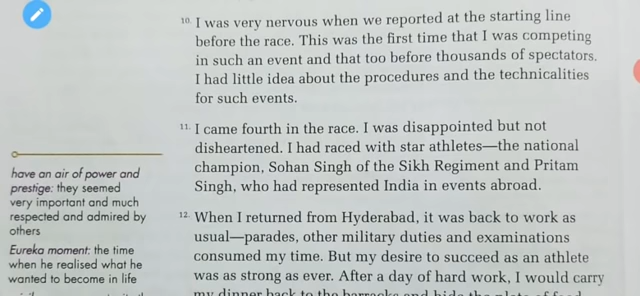 10. I was very nervous when we reported at the starting line
before the race. This was the first time that I was competing
in such an event and that too before thousands of spectators.
I had little idea about the procedures and the technicalities
for such events.
11. I came fourth in the race. I was disappointed but not
disheartened. I had raced with star athletes—the national
champion, Sohan Singh of the Sikh Regiment and Pritam
Singh, who had represented India in events abroad.
12. When I returned from Hyderabad, it was back to work as
usual—parades, other military duties and examinations
consumed my time. But my desire to succeed as an athlete
was as strong as ever. After a day of hard work, I would carry
my dinner back to the barracks and hide the plate of food
have an air of power and
prestige: they seemed
very important and much
respected and admired by
others
Eureka moment: the time
when he realised what he
wanted to become in life